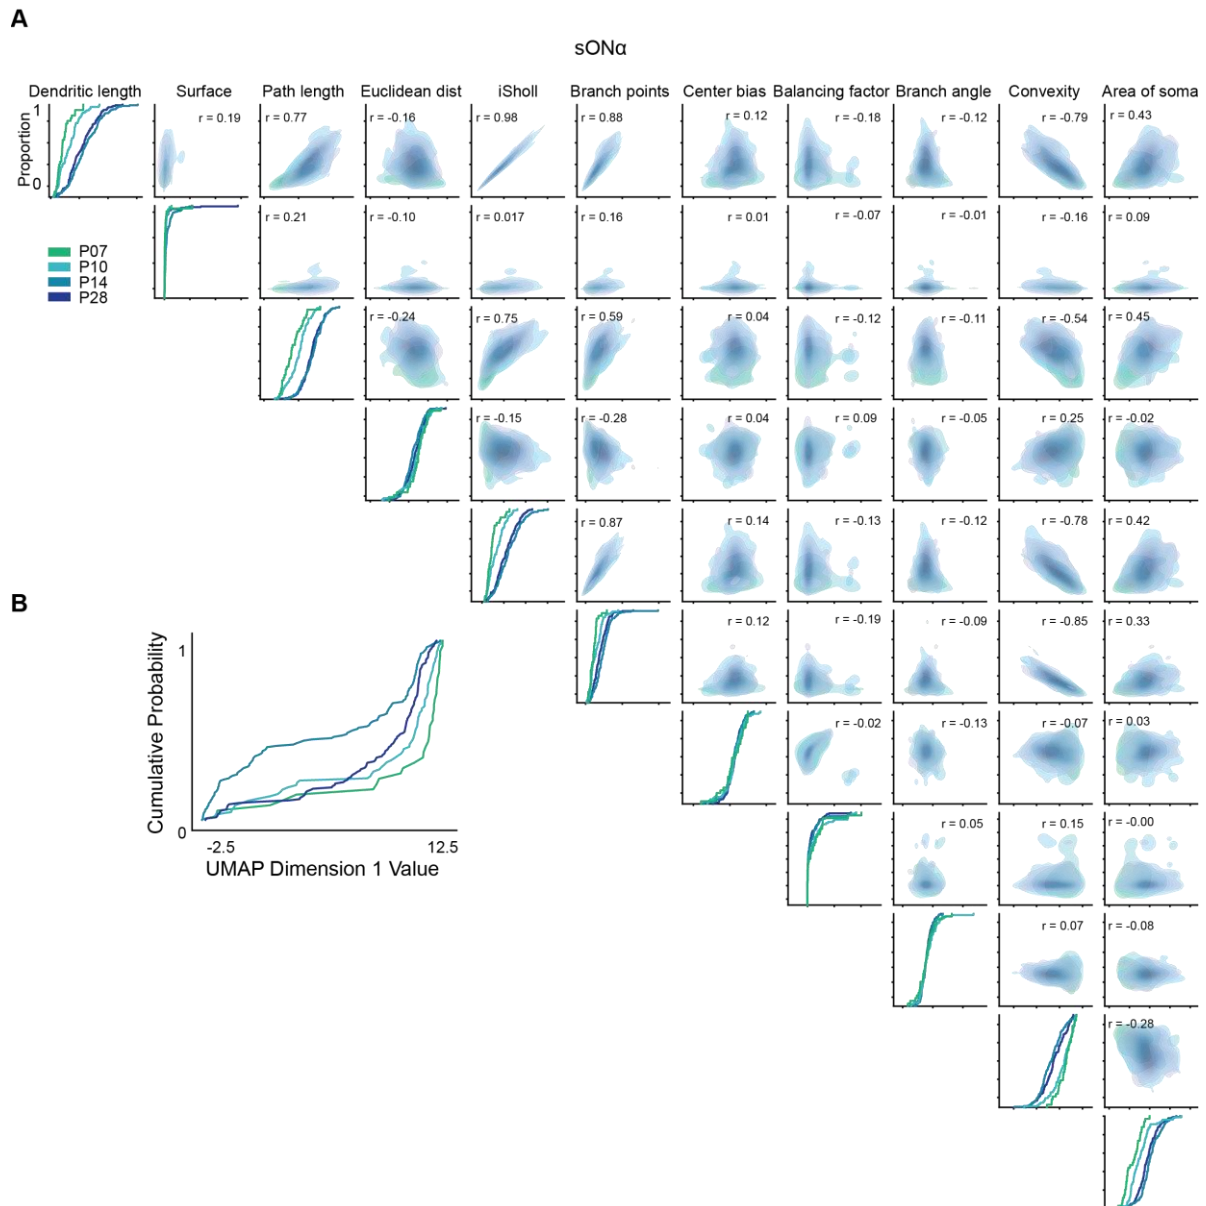 A
sONα
Dendritic length Surface Path length Euclidean dist iSholl Branch points Center bias Balancing factor Branch angle Convexity Area of soma
1
Proportion
0
r = 0.19 r = 0.77 r = -0.16 r = 0.98 r = 0.88 r = 0.12 r = -0.18 r = -0.12 r = -0.79 r = 0.43
r = 0.21 r = -0.10 r = 0.017 r = 0.16 r = 0.01 r = -0.07 r = -0.01 r = -0.16 r = 0.09
P07
P10
P14
P28
r = -0.24 r = 0.75 r = 0.59 r = 0.04 r = -0.12 r = -0.11 r = -0.54 r = 0.45
r = -0.15 r = -0.28 r = 0.04 r = 0.09 r = -0.05 r = 0.25 r = -0.02
r = 0.87 r = 0.14 r = -0.13 r = -0.12 r = -0.78 r = 0.42
r = 0.12 r = -0.19 r = -0.09 r = -0.85 r = 0.33
r = -0.02 r = -0.13 r = -0.07 r = 0.03
r = 0.05 r = 0.15 r = -0.00
r = 0.07 r = -0.08
r = -0.28
B
1
Cumulative Probability
0
-2.5 12.5
UMAP Dimension 1 Value